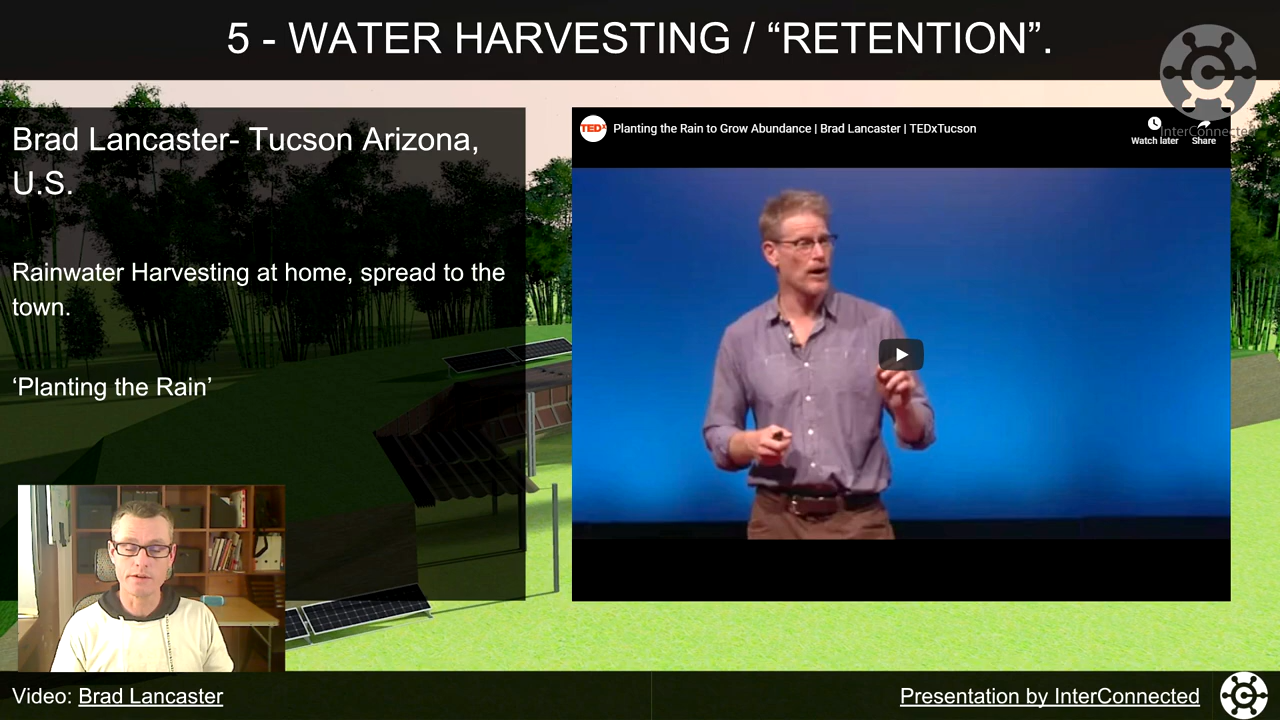 5 - WATER HARVESTING / “RETENTION”.
InterConnected
Brad Lancaster- Tucson Arizona,
U.S.
Rainwater Harvesting at home, spread to the
town.
‘Planting the Rain’
TEDx
Planting the Rain to Grow Abundance | Brad Lancaster | TEDxTucson
Watch later
Share
Video: Brad Lancaster
Presentation by InterConnected